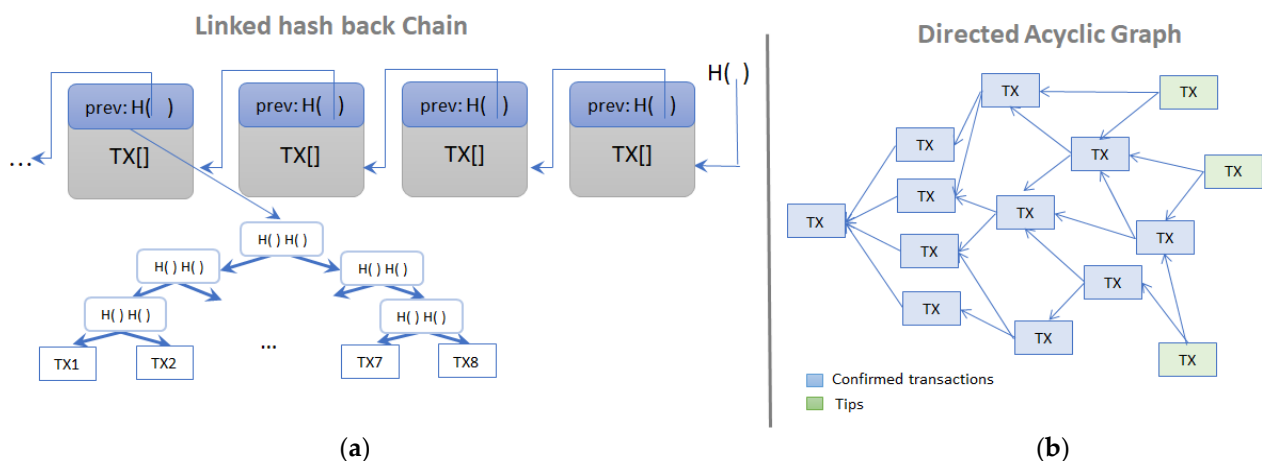 Linked hash back Chain
H( )
prev: H( ) prev: H( ) prev: H( ) prev: H( )
... TX[] TX[] TX[] TX[]
H( ) H( )
H( ) H( ) H( ) H( )
H( ) H( ) H( ) H( )
...
TX1 TX2 TX7 TX8
(a)
Directed Acyclic Graph
TX
TX
TX
TX
TX
TX
TX
TX
TX
TX
TX
TX
TX
TX
Confirmed transactions
Tips
(b)